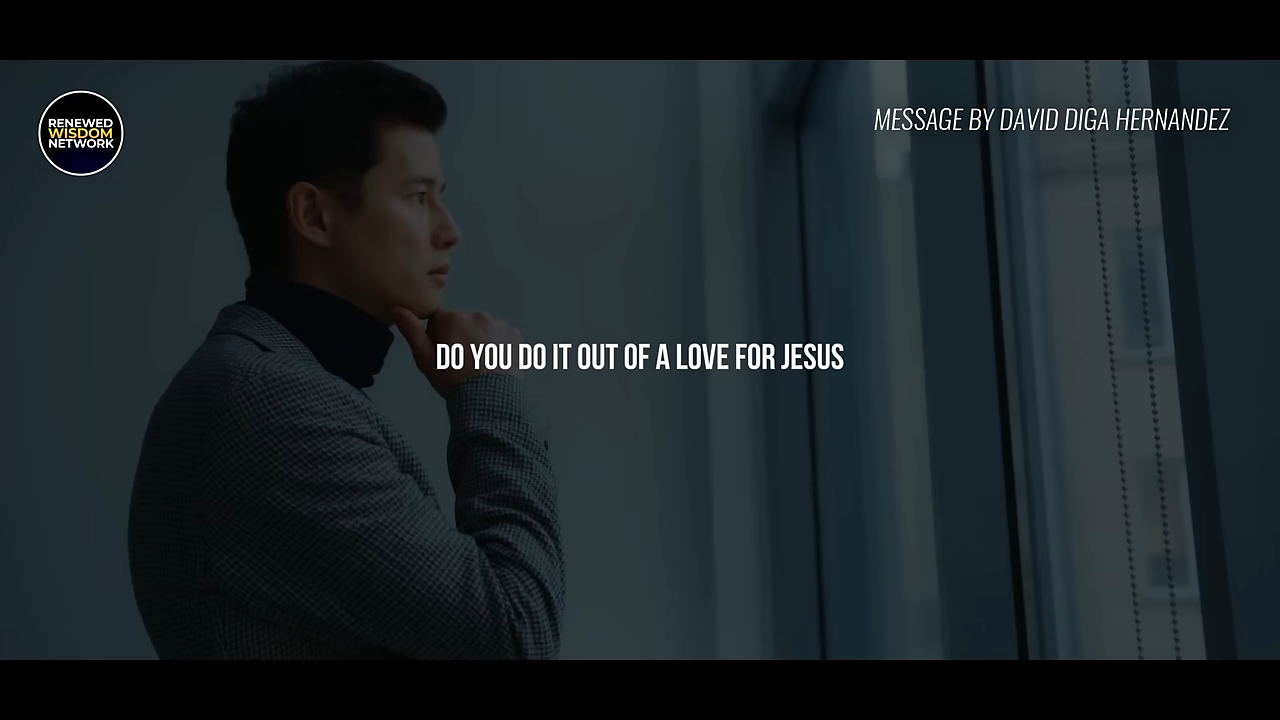 RENEWED
WISDOM
NETWORK
MESSAGE BY DAVID DIGA HERNANDEZ
DO YOU DO IT OUT OF A LOVE FOR JESUS